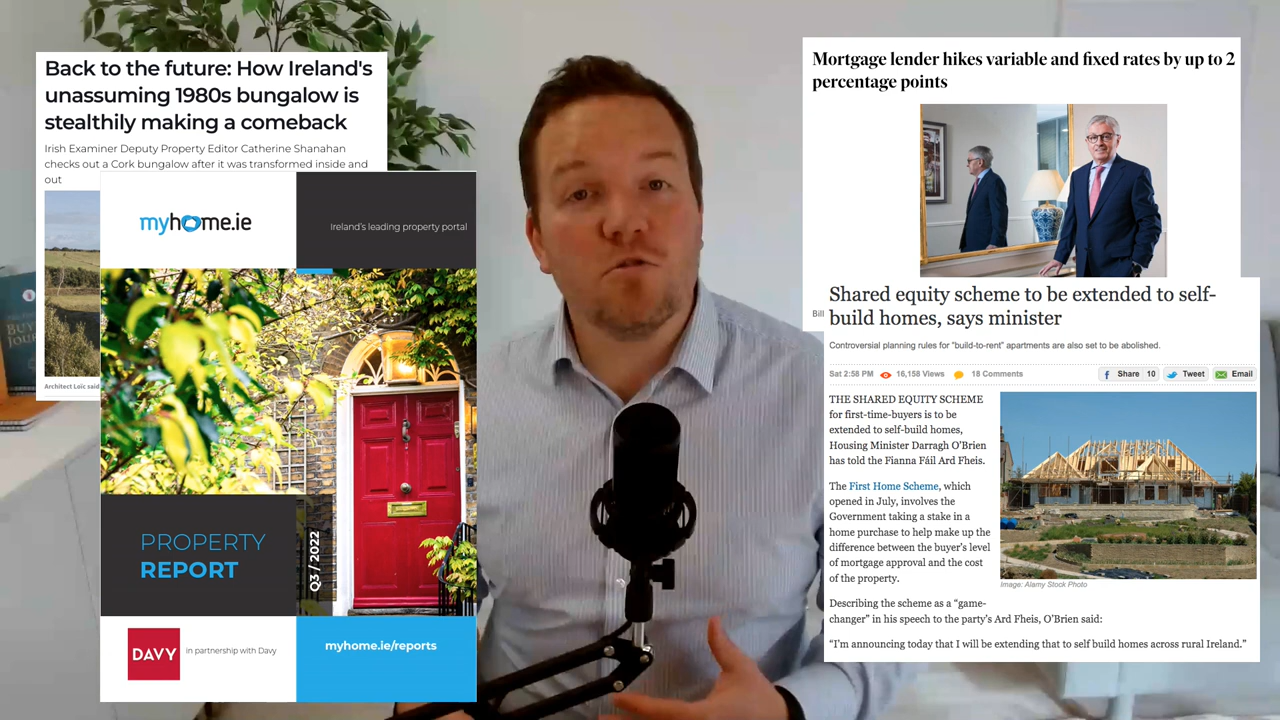 Back to the future: How Ireland's
unassuming 1980s bungalow is
stealthily making a comeback
Irish Examiner Deputy Property Editor Catherine Shanahan
checks out a Cork bungalow after it was transformed inside and
out
Architect Loïc said
myhome.ie
Ireland's leading property portal
PROPERTY
REPORT
Q3 / 2022
DAVY
in partnership with Davy
myhome.ie/reports
Mortgage lender hikes variable and fixed rates by up to 2
percentage points
Bill
Shared equity scheme to be extended to self-
build homes, says minister
Controversial planning rules for "build-to-rent" apartments are also set to be abolished.
Sat 2:58 PM 16,158 Views 18 Comments Share 10 Tweet Email
THE SHARED EQUITY SCHEME
for first-time-buyers is to be
extended to self-build homes,
Housing Minister Darragh O'Brien
has told the Fianna Fáil Ard Fheis.
The First Home Scheme, which
opened in July, involves the
Government taking a stake in a
home purchase to help make up the
difference between the buyer's level
of mortgage approval and the cost
of the property.
Image: Alamy Stock Photo
Describing the scheme as a “game-
changer” in his speech to the party's Ard Fheis, O'Brien said:
“I'm announcing today that I will be extending that to self build homes across rural Ireland.”